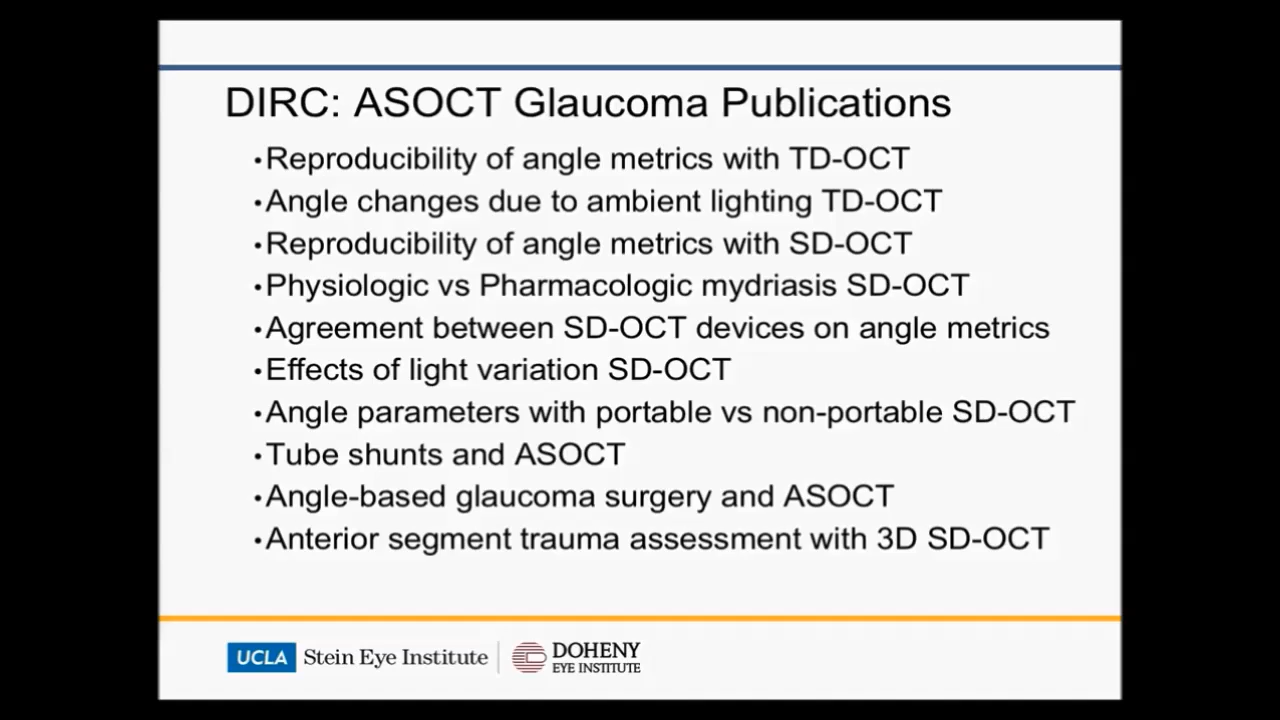 DIRC: ASOCT Glaucoma Publications
•Reproducibility of angle metrics with TD-OCT
•Angle changes due to ambient lighting TD-OCT
•Reproducibility of angle metrics with SD-OCT
•Physiologic vs Pharmacologic mydriasis SD-OCT
•Agreement between SD-OCT devices on angle metrics
•Effects of light variation SD-OCT
•Angle parameters with portable vs non-portable SD-OCT
•Tube shunts and ASOCT
•Angle-based glaucoma surgery and ASOCT
•Anterior segment trauma assessment with 3D SD-OCT
UCLA Stein Eye Institute
DOHENY
EYE INSTITUTE